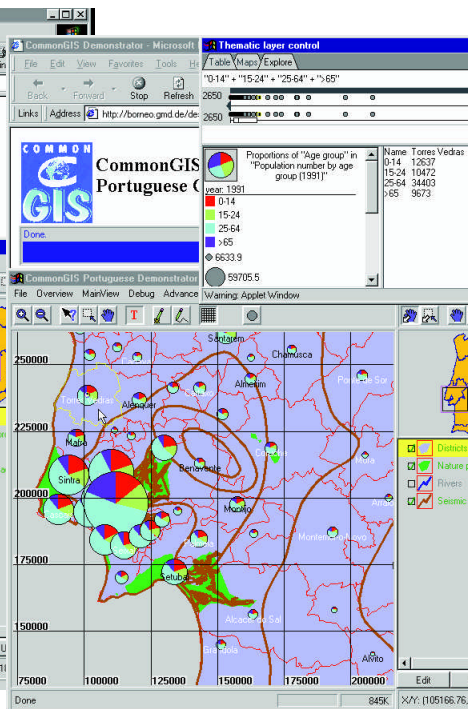 CommonGIS Demonstrator - Microsoft
File Edit View Favorites Tools
Back Forward Stop Refresh
Links Address http://borneo.gmd.de/de
COMMON
GIS
CommonGIS
Portuguese
Done.
Thematic layer control
Table Maps Explore
"0-14" + "15-24" + "25-64" + ">65"
2650
2650
Proportions of "Age group" in
"Population number by age
group (1991)"
year: 1991
0-14
15-24
25-64
>65
6633.9
59705.5
Name Torres Vedras
0-14 12637
15-24 10472
25-64 34403
>65 9673
Warning: Applet Window
CommonGIS Portuguese Demonstrator
File Overview MainView Debug Advance
T
Santarem
Chamusca
250000
Almeirim
Ponte de Sor
Torres Vedras
Alenquer
225000
Mafra
Coruche
Mora
Benavente
Sintra
200000
Montijo
Arraio
Montemor-o-Novo
175000
Setubal
Alcacer do Sal
150000
Grandola
Alvito
75000 100000 125000 150000 175000 200000
Districts
Nature p
Rivers
Seismic
Edit
Done
845K
X/Y: (105166.76,